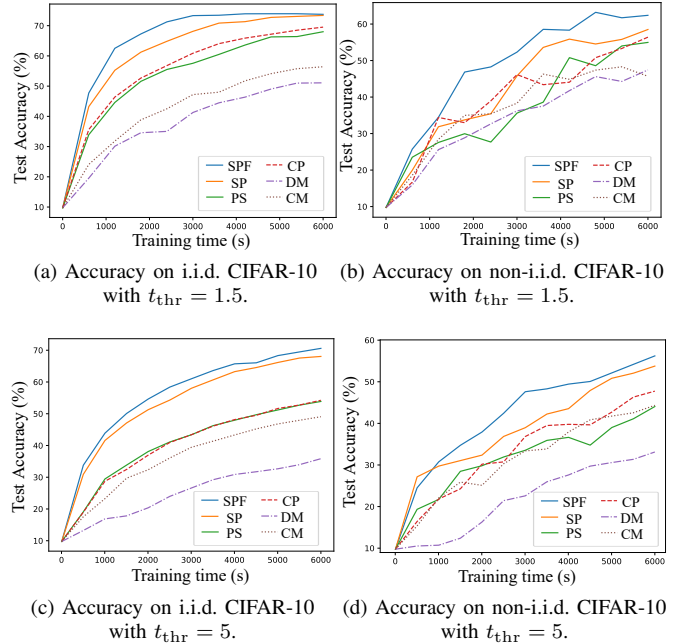 Test Accuracy (%)
70
60
50
40
30
20
10
0 1000 2000 3000 4000 5000 6000
Training time (s)
SPF CP
SP DM
PS CM
(a) Accuracy on i.i.d. CIFAR-10
with t_thr = 1.5.
Test Accuracy (%)
60
50
40
30
20
10
0 1000 2000 3000 4000 5000 6000
Training time (s)
SPF CP
SP DM
PS CM
(b) Accuracy on non-i.i.d. CIFAR-10
with t_thr = 1.5.
Test Accuracy (%)
70
60
50
40
30
20
10
0 1000 2000 3000 4000 5000 6000
Training time (s)
SPF CP
SP DM
PS CM
(c) Accuracy on i.i.d. CIFAR-10
with t_thr = 5.
Test Accuracy (%)
60
50
40
30
20
10
0 1000 2000 3000 4000 5000 6000
Training time (s)
SPF CP
SP DM
PS CM
(d) Accuracy on non-i.i.d. CIFAR-10
with t_thr = 5.